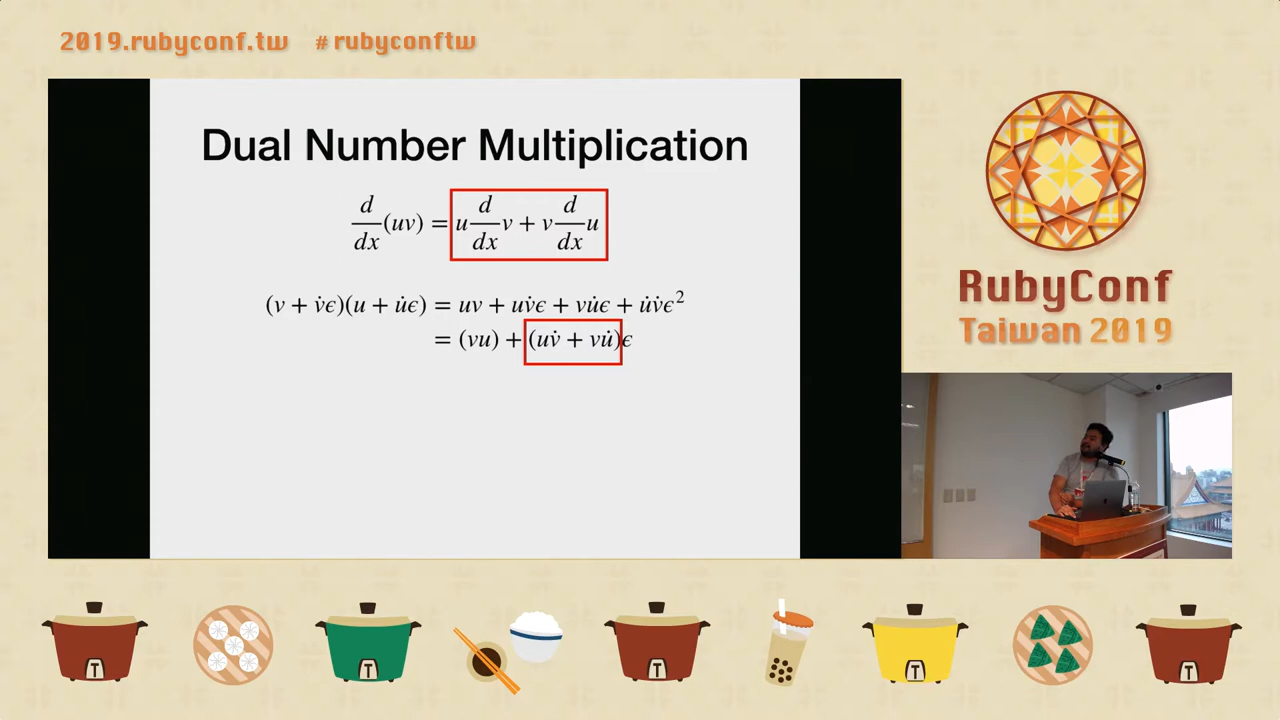 2019.rubyconf.tw #rubyconftw
Dual Number Multiplication
d/dx (uv) = u d/dx v + v d/dx u
(v + v̇ϵ)(u + u̇ϵ) = uv + uv̇ϵ + vu̇ϵ + u̇v̇ϵ²
= (vu) + (uv̇ + vu̇)ϵ
RubyConf
Taiwan 2019
T
T
T
T
T